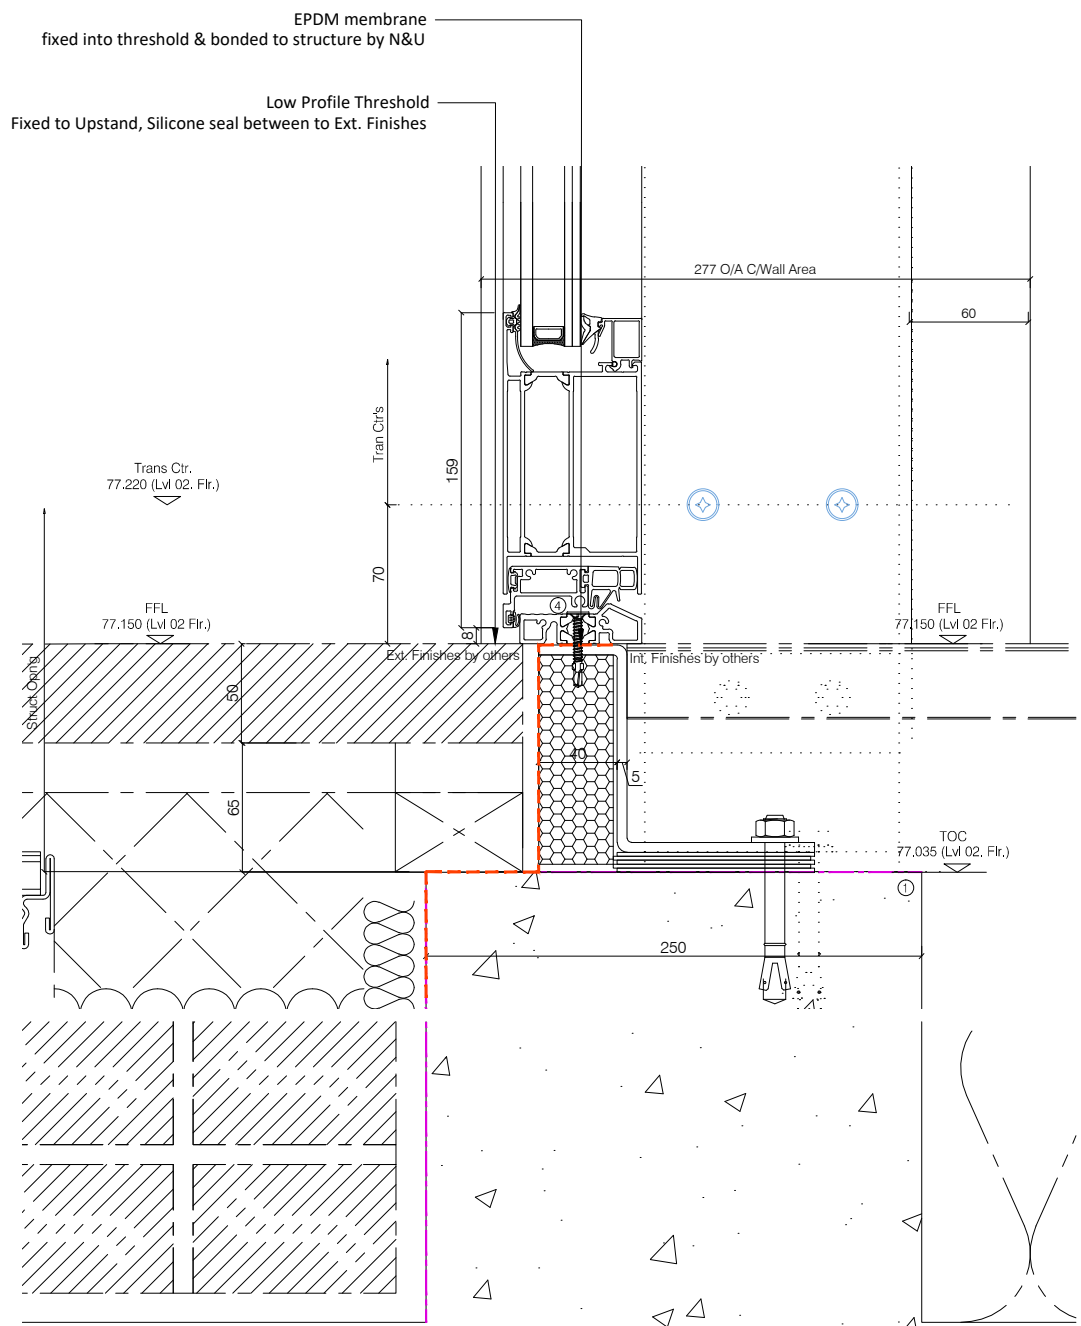 EPDM membrane
fixed into threshold & bonded to structure by N&U
Low Profile Threshold
Fixed to Upstand, Silicone seal between to Ext. Finishes
277 O/A C/Wall Area
60
159
Tran Ctr's
Trans Ctr.
77.220 (Lvl 02. Flr.)
70
4
FFL
77.150 (Lvl 02 Flr.)
8
FFL
77.150 (Lvl 02 Flr.)
Ext. Finishes by others
Int. Finishes by others
Struct Opn'g
50
40
5
65
TOC
77.035 (Lvl 02. Flr.)
1
250